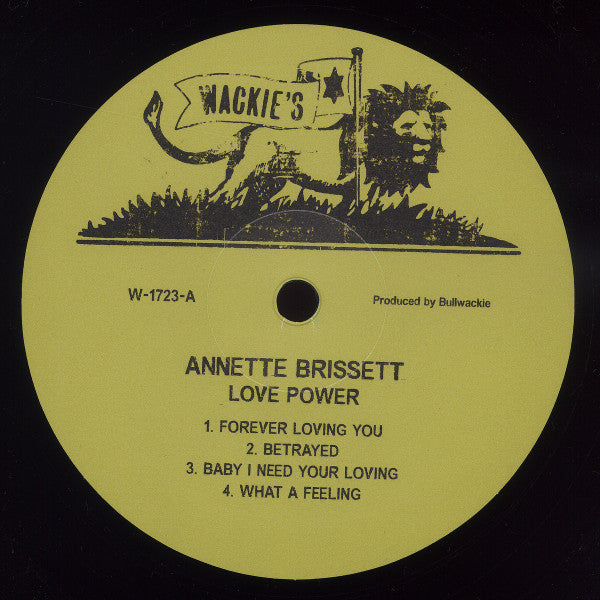 WACKIE'S
W-1723-A
Produced by Bullwackie
ANNETTE BRISSETT
LOVE POWER
1. FOREVER LOVING YOU
2. BETRAYED
3. BABY I NEED YOUR LOVING
4. WHAT A FEELING